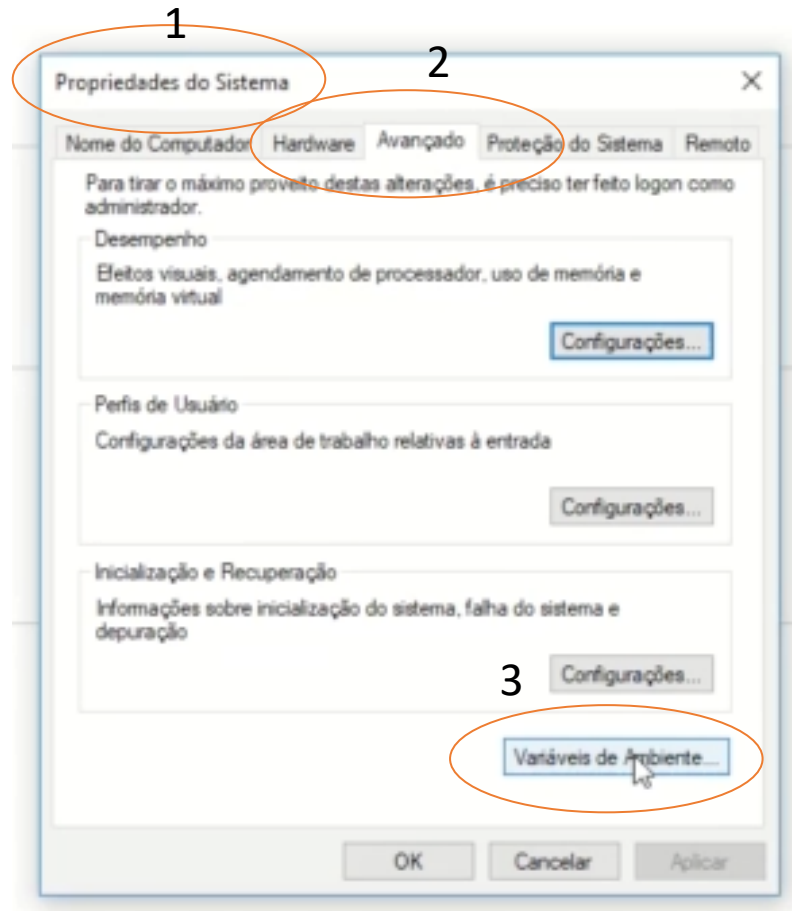 1
2
Propriedades do Sistema
Nome do Computador Hardware Avançado Proteção do Sistema Remoto
Para tirar o máximo proveito destas alterações, é preciso ter feito logon como
administrador.
Desempenho
Efeitos visuais, agendamento de processador, uso de memória e
memória virtual
Configurações...
Perfis de Usuário
Configurações da área de trabalho relativas à entrada
Configurações...
Inicialização e Recuperação
Informações sobre inicialização do sistema, falha do sistema e
depuração
Configurações...
3
Variáveis de Ambiente...
OK Cancelar Aplicar